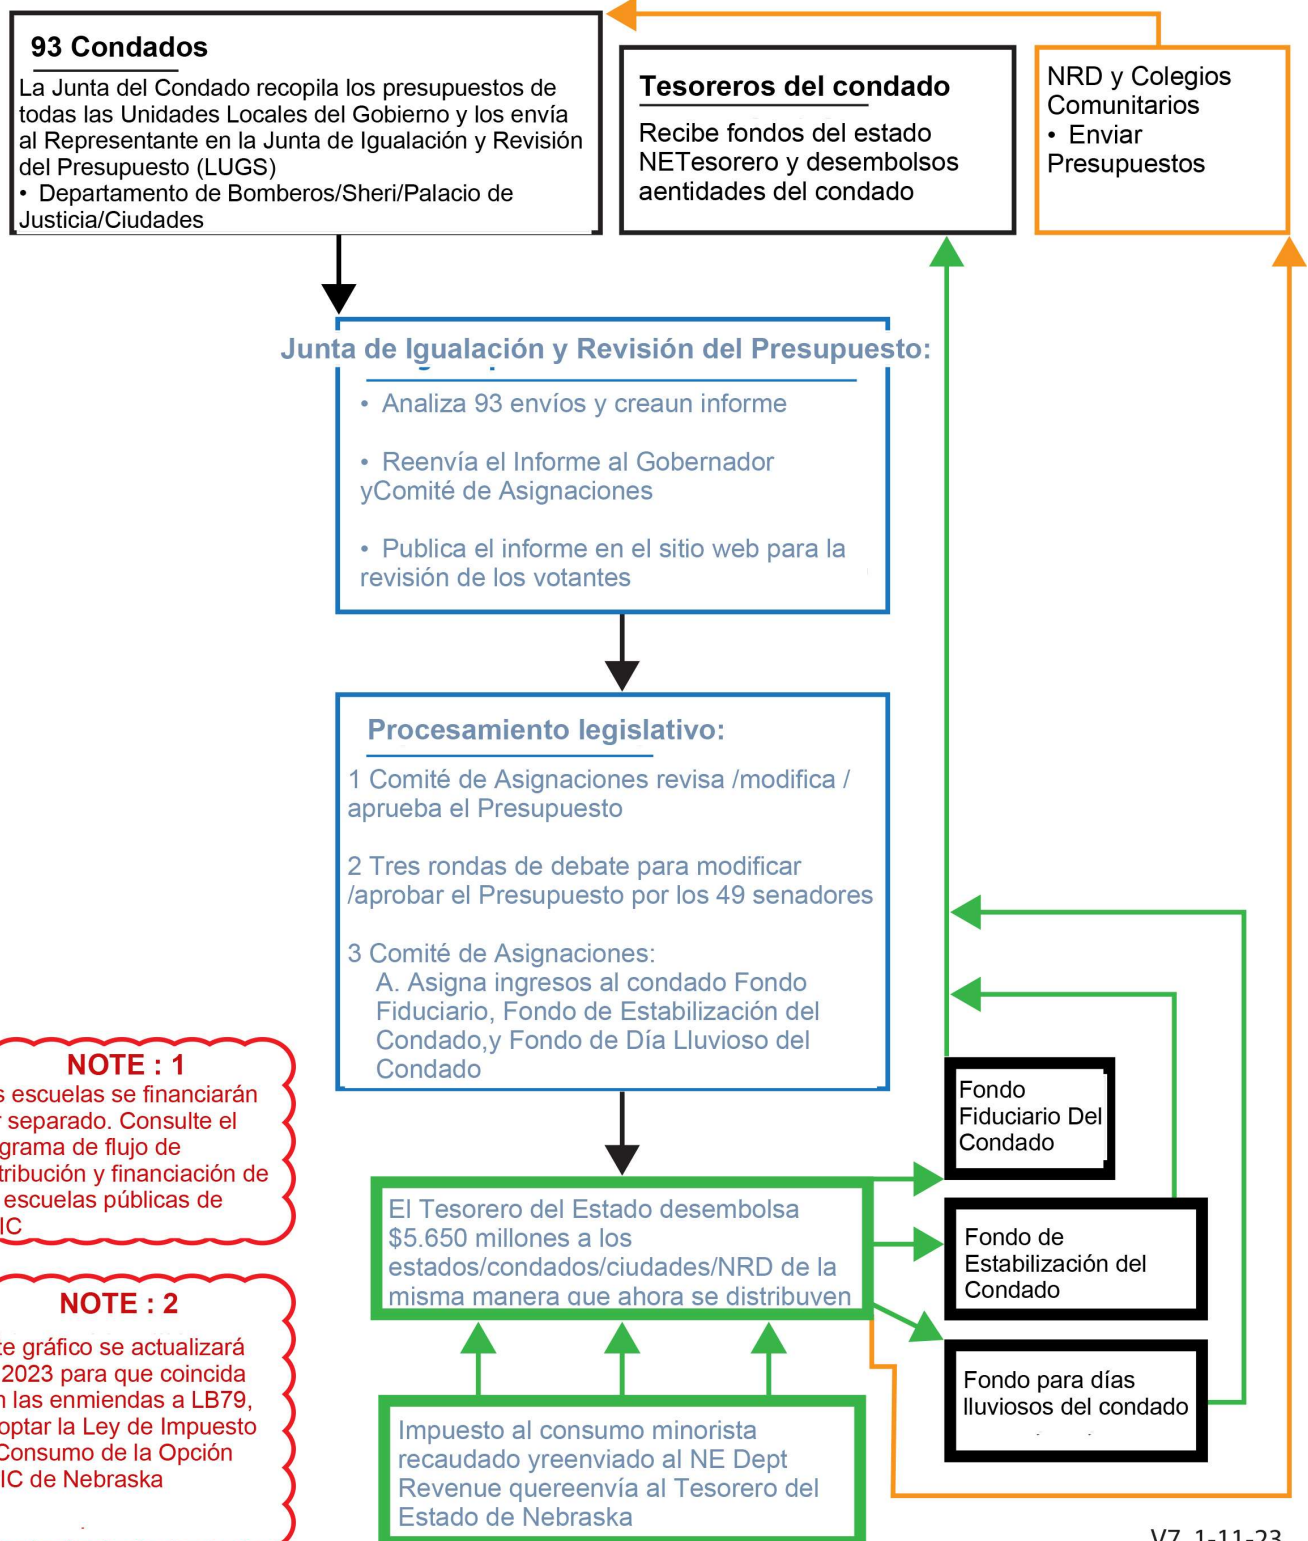 93 Condados
La Junta del Condado recopila los presupuestos de
todas las Unidades Locales del Gobierno y los envía
al Representante en la Junta de Igualación y Revisión
del Presupuesto (LUGS)
• Departamento de Bomberos/Sheri/Palacio de
Justicia/Ciudades
Tesoreros del condado
Recibe fondos del estado
NETesorero y desembolsos
aentidades del condado
NRD y Colegios
Comunitarios
• Enviar
Presupuestos
Junta de Igualación y Revisión del Presupuesto:
• Analiza 93 envíos y creaun informe
• Reenvía el Informe al Gobernador
yComité de Asignaciones
• Publica el informe en el sitio web para la
revisión de los votantes
Procesamiento legislativo:
1 Comité de Asignaciones revisa /modifica /
aprueba el Presupuesto
2 Tres rondas de debate para modificar
/aprobar el Presupuesto por los 49 senadores
3 Comité de Asignaciones:
A. Asigna ingresos al condado Fondo
Fiduciario, Fondo de Estabilización del
Condado,y Fondo de Día Lluvioso del
Condado
NOTE : 1
s escuelas se financiarán
r separado. Consulte el
grama de flujo de
tribución y financiación de
escuelas públicas de
IC
NOTE : 2
te gráfico se actualizará
2023 para que coincida
n las enmiendas a LB79,
optar la Ley de Impuesto
Consumo de la Opción
IC de Nebraska
El Tesorero del Estado desembolsa
$5.650 millones a los
estados/condados/ciudades/NRD de la
misma manera que ahora se distribuyen
Impuesto al consumo minorista
recaudado yreenviado al NE Dept
Revenue quereenvía al Tesorero del
Estado de Nebraska
Fondo
Fiduciario Del
Condado
Fondo de
Estabilización del
Condado
Fondo para días
lluviosos del condado
V7 1-11-23